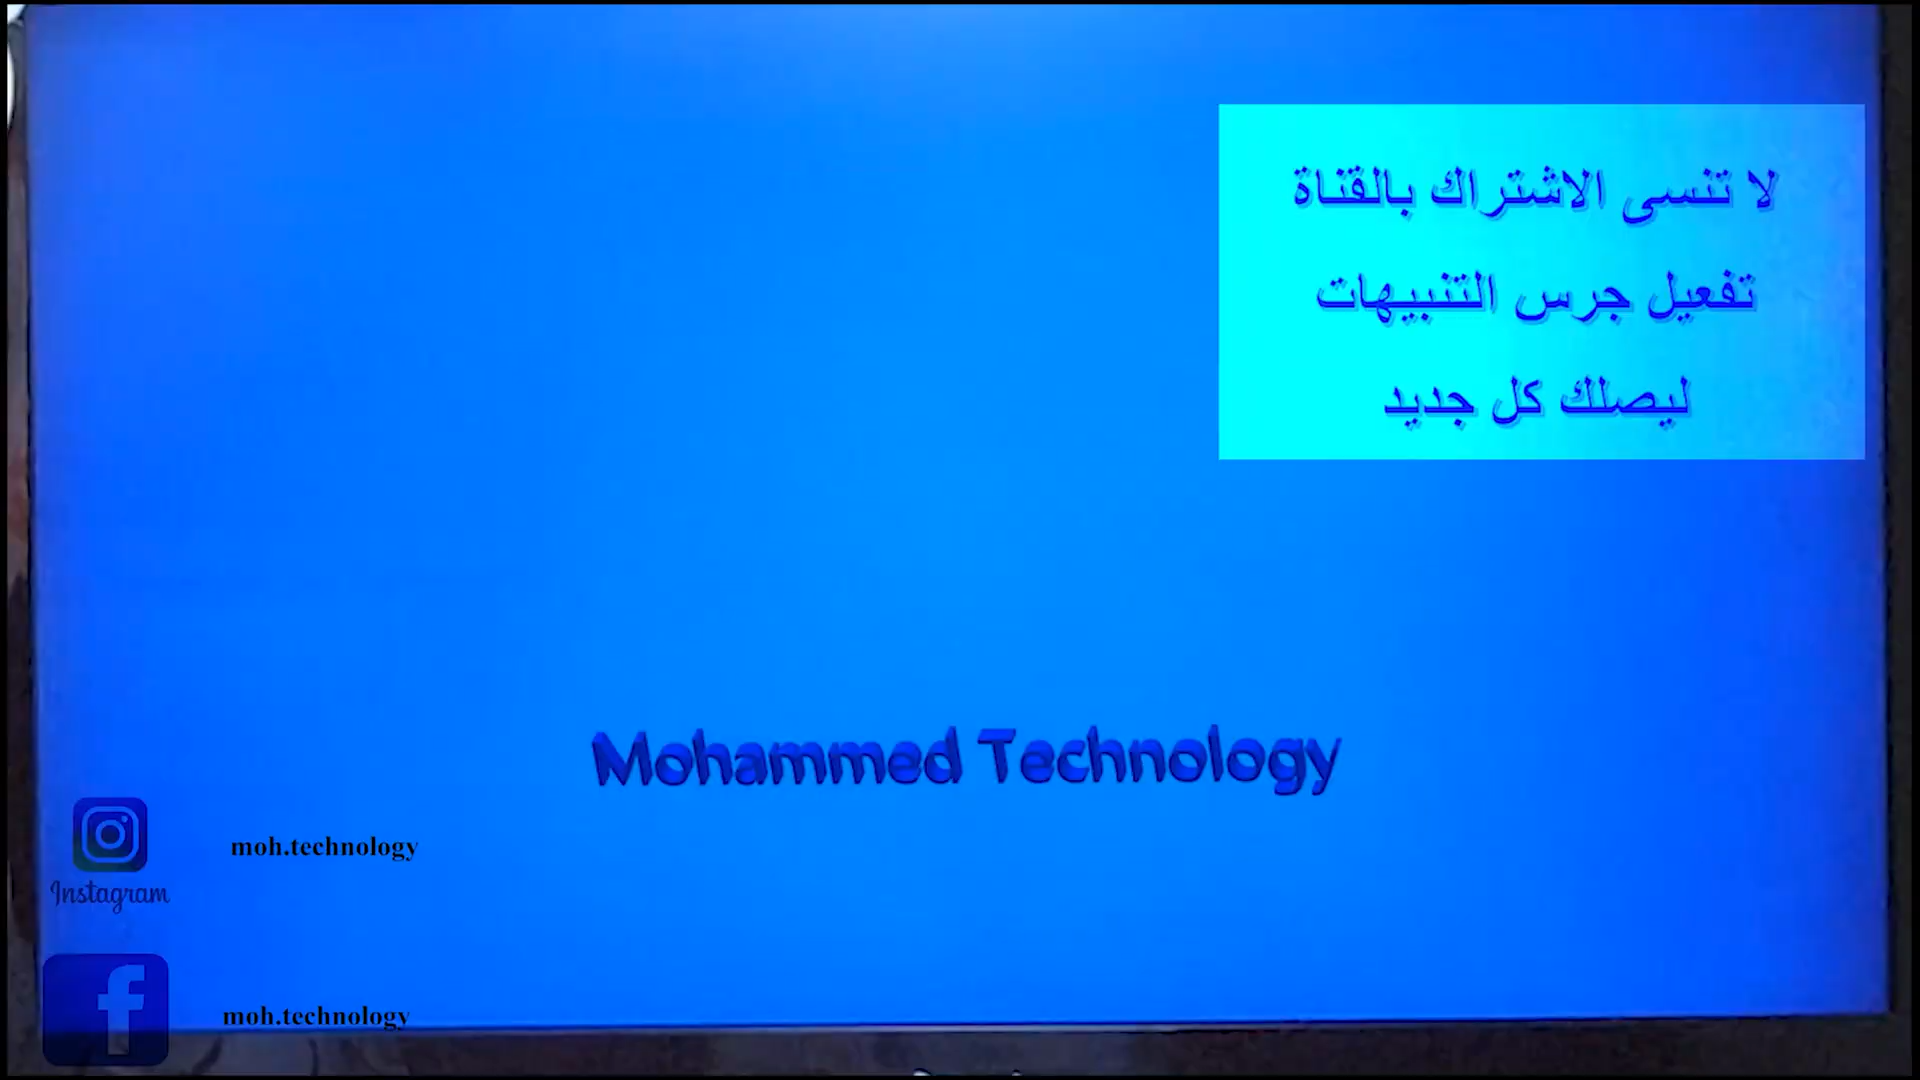 لا تنسى الاشتراك بالقناة
تفعيل جرس التنبيهات
ليصلك كل جديد
Mohammed Technology
moh.technology
Instagram
moh.technology